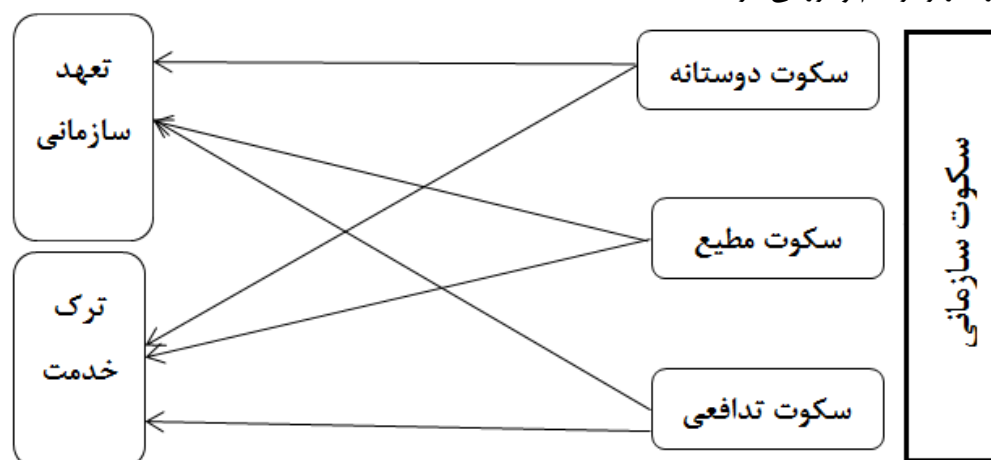 سکوت سازمانی
سکوت دوستانه
سکوت مطیع
سکوت تدافعی
تعهد
سازمانی
ترک
خدمت